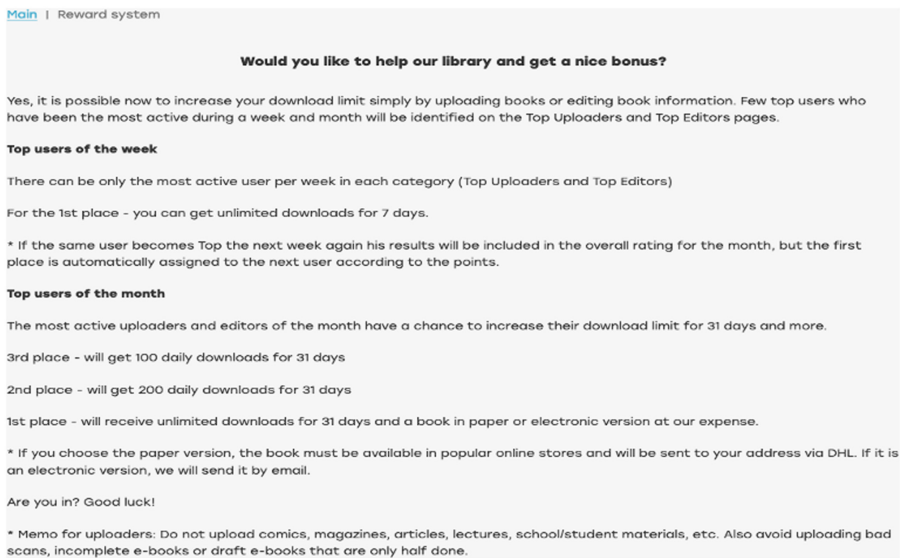 Main | Reward system
Would you like to help our library and get a nice bonus?
Yes, it is possible now to increase your download limit simply by uploading books or editing book information. Few top users who
have been the most active during a week and month will be identified on the Top Uploaders and Top Editors pages.
Top users of the week
There can be only the most active user per week in each category (Top Uploaders and Top Editors)
For the 1st place - you can get unlimited downloads for 7 days.
* If the same user becomes Top the next week again his results will be included in the overall rating for the month, but the first
place is automatically assigned to the next user according to the points.
Top users of the month
The most active uploaders and editors of the month have a chance to increase their download limit for 31 days and more.
3rd place - will get 100 daily downloads for 31 days
2nd place - will get 200 daily downloads for 31 days
1st place - will receive unlimited downloads for 31 days and a book in paper or electronic version at our expense.
* If you choose the paper version, the book must be available in popular online stores and will be sent to your address via DHL. If it is
an electronic version, we will send it by email.
Are you in? Good luck!
* Memo for uploaders: Do not upload comics, magazines, articles, lectures, school/student materials, etc. Also avoid uploading bad
scans, incomplete e-books or draft e-books that are only half done.